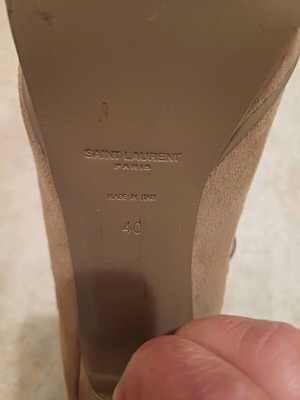 SAINT LAURENT
PARIS
MADE IN ITALY
40